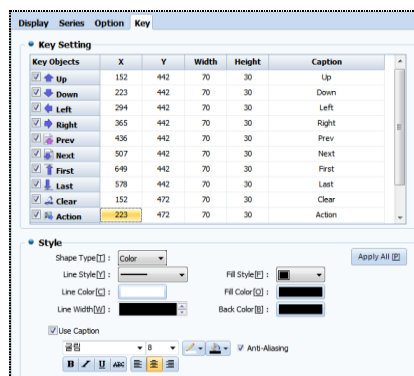 Display Series Option Key
Key Setting
Key Objects X Y Width Height Caption
Up 152 442 70 30 Up
Down 223 442 70 30 Down
Left 294 442 70 30 Left
Right 365 442 70 30 Right
Prev 436 442 70 30 Prev
Next 507 442 70 30 Next
First 649 442 70 30 First
Last 578 442 70 30 Last
Clear 152 472 70 30 Clear
Action 223 472 70 30 Action
Style
Shape Type[T] : Color Apply All [P]
Line Style[Y] : Fill Style[F] :
Line Color[C] : Fill Color[O] :
Line Width[W] : Back Color[B] :
Use Caption
굴림 8 Anti-Aliasing
B I U ABC